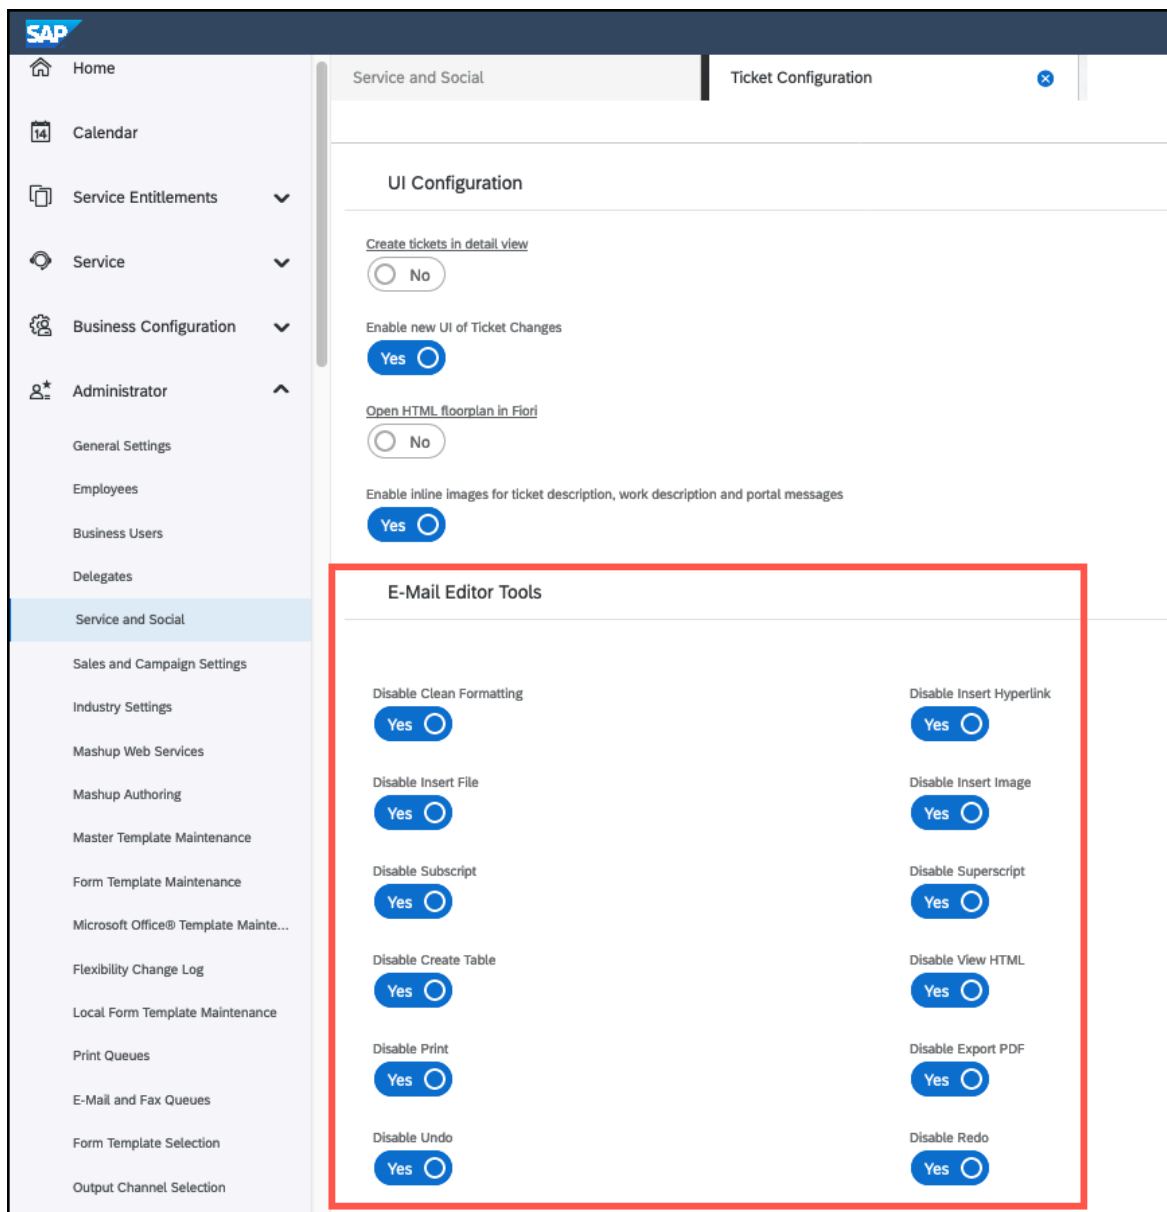 SAP
Home
14
Calendar
Service Entitlements
Service
Business Configuration
Administrator
General Settings
Employees
Business Users
Delegates
Service and Social
Sales and Campaign Settings
Industry Settings
Mashup Web Services
Mashup Authoring
Master Template Maintenance
Form Template Maintenance
Microsoft Office® Template Mainte...
Flexibility Change Log
Local Form Template Maintenance
Print Queues
E-Mail and Fax Queues
Form Template Selection
Output Channel Selection
Service and Social
Ticket Configuration
UI Configuration
Create tickets in detail view
No
Enable new UI of Ticket Changes
Yes
Open HTML floorplan in Fiori
No
Enable inline images for ticket description, work description and portal messages
Yes
E-Mail Editor Tools
Disable Clean Formatting
Yes
Disable Insert Hyperlink
Yes
Disable Insert File
Yes
Disable Insert Image
Yes
Disable Subscript
Yes
Disable Superscript
Yes
Disable Create Table
Yes
Disable View HTML
Yes
Disable Print
Yes
Disable Export PDF
Yes
Disable Undo
Yes
Disable Redo
Yes